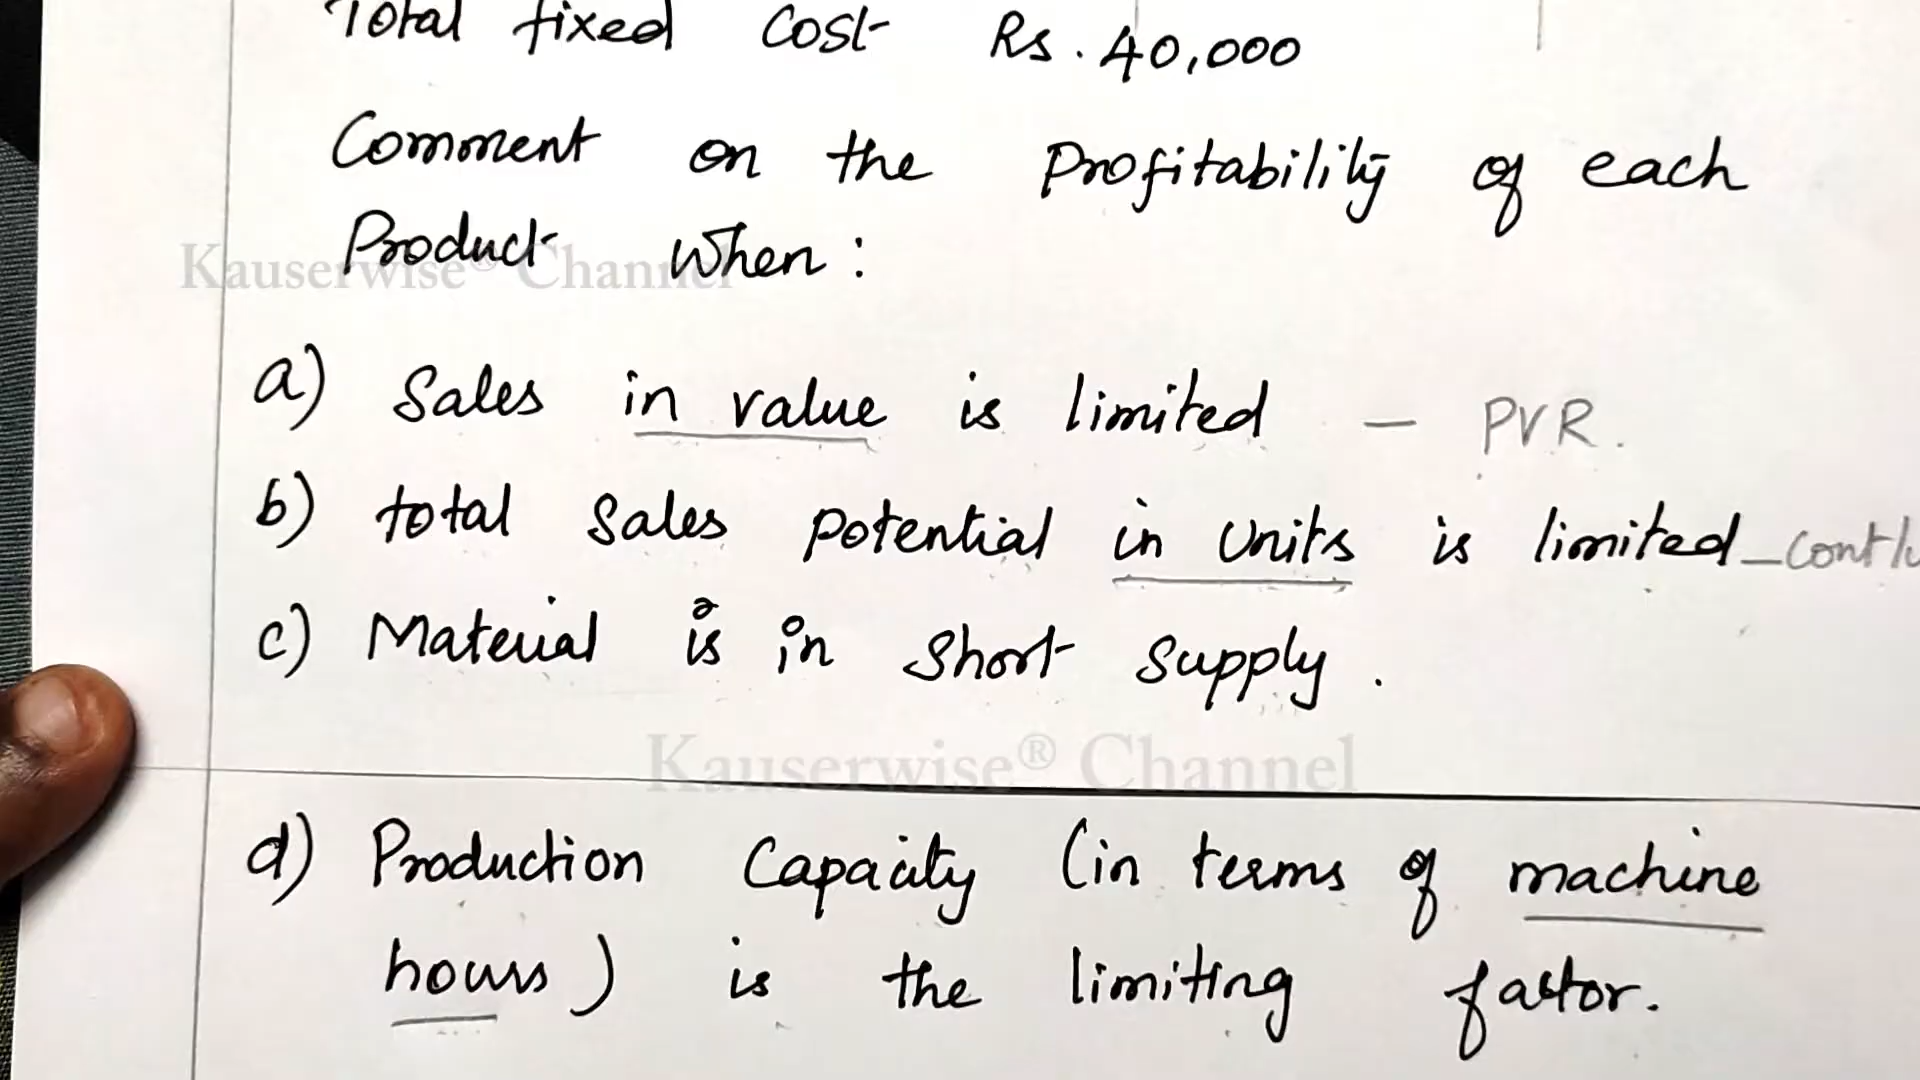 Total fixed Cost Rs. 40,000
Comment on the Profitability of each
Product when :
Kauserwise® Channel
a) Sales in value is limited - PVR.
b) total Sales potential in units is limited -
c) Material is in short supply.
Kauserwise® Channel
d) Production Capacity (in terms of machine
hours) is the limiting factor.